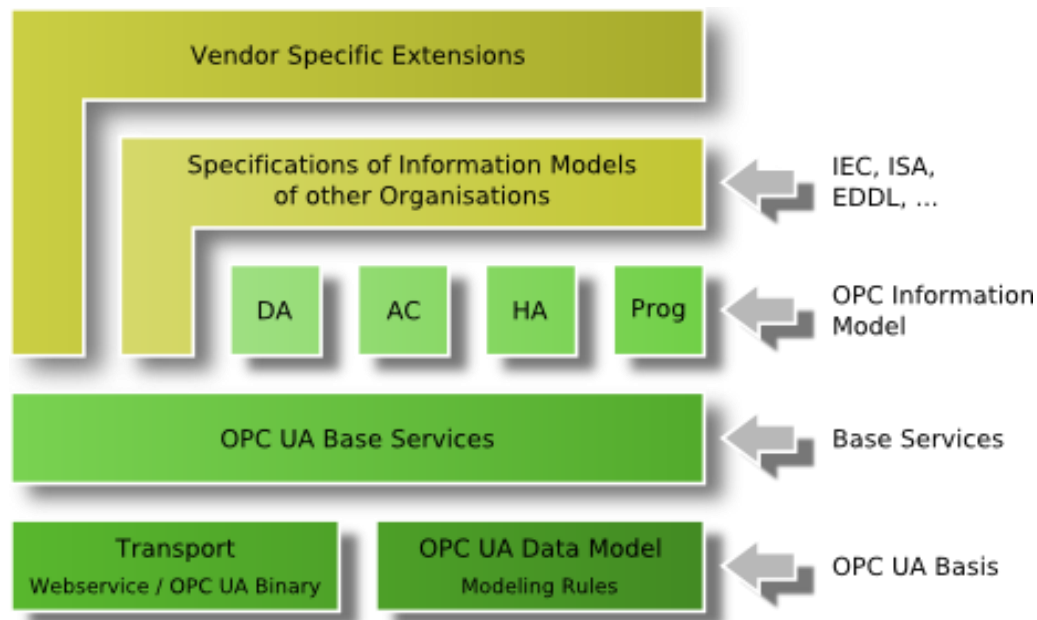 Vendor Specific Extensions
Specifications of Information Models
of other Organisations
IEC, ISA,
EDDL, ...
DA
AC
HA
Prog
OPC Information
Model
OPC UA Base Services
Base Services
Transport
Webservice / OPC UA Binary
OPC UA Data Model
Modeling Rules
OPC UA Basis